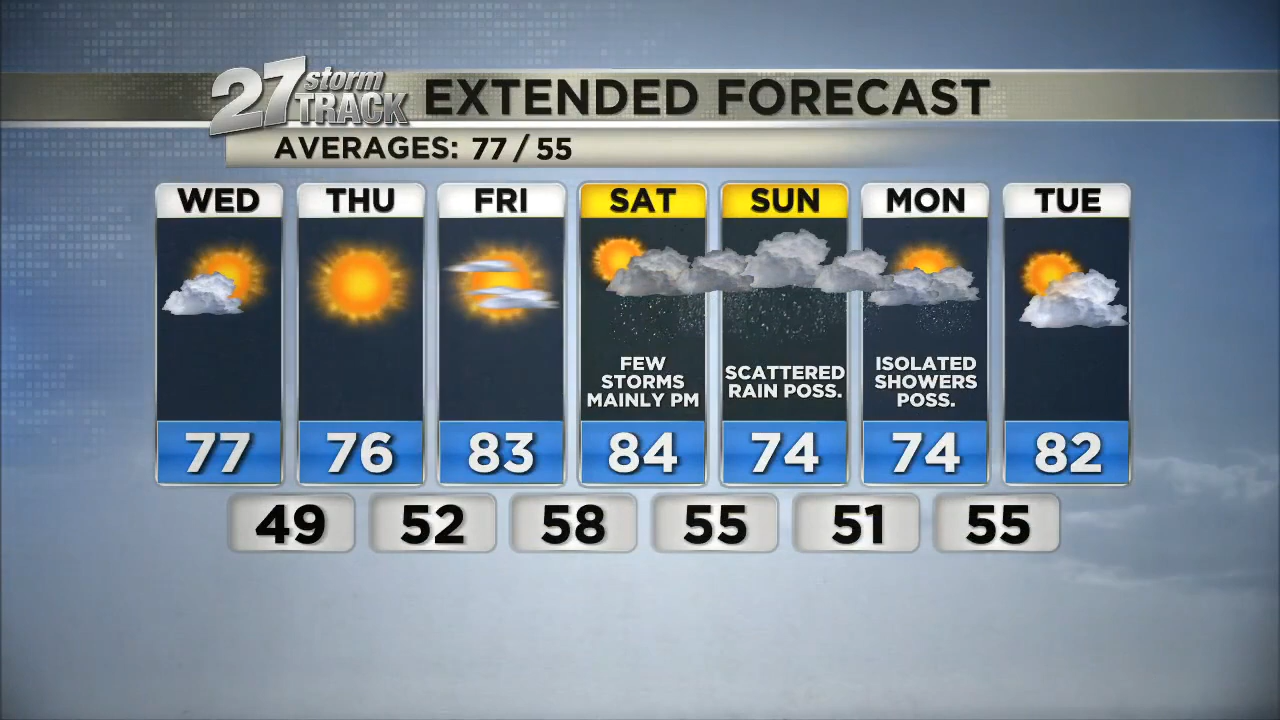 27 storm TRACK EXTENDED FORECAST
AVERAGES: 77 / 55
WED THU FRI SAT SUN MON TUE
FEW
STORMS
MAINLY PM
SCATTERED
RAIN POSS.
ISOLATED
SHOWERS
POSS.
77 76 83 84 74 74 82
49 52 58 55 51 55